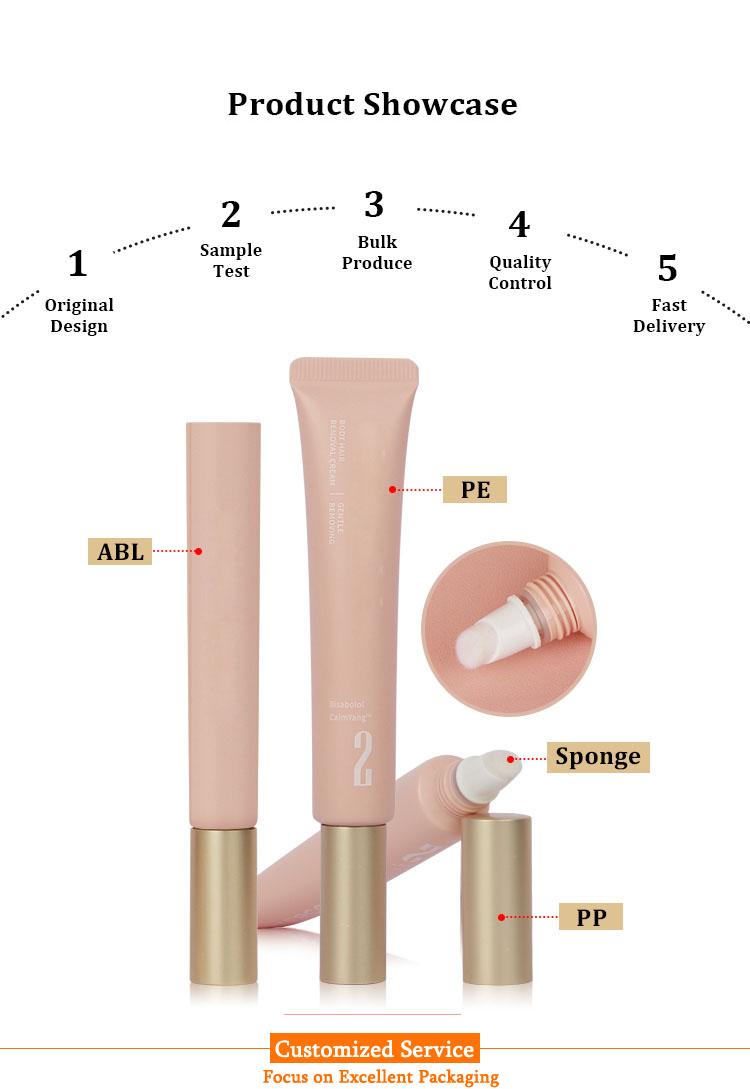 Product Showcase
1
Original
Design
2
Sample
Test
3
Bulk
Produce
4
Quality
Control
5
Fast
Delivery
BODY HAIR
REMOVAL CREAM
GENTLE
REMOVING
PE
ABL
Bisabolol
CalmYang™
2
Sponge
2
PP
Customized Service
Focus on Excellent Packaging